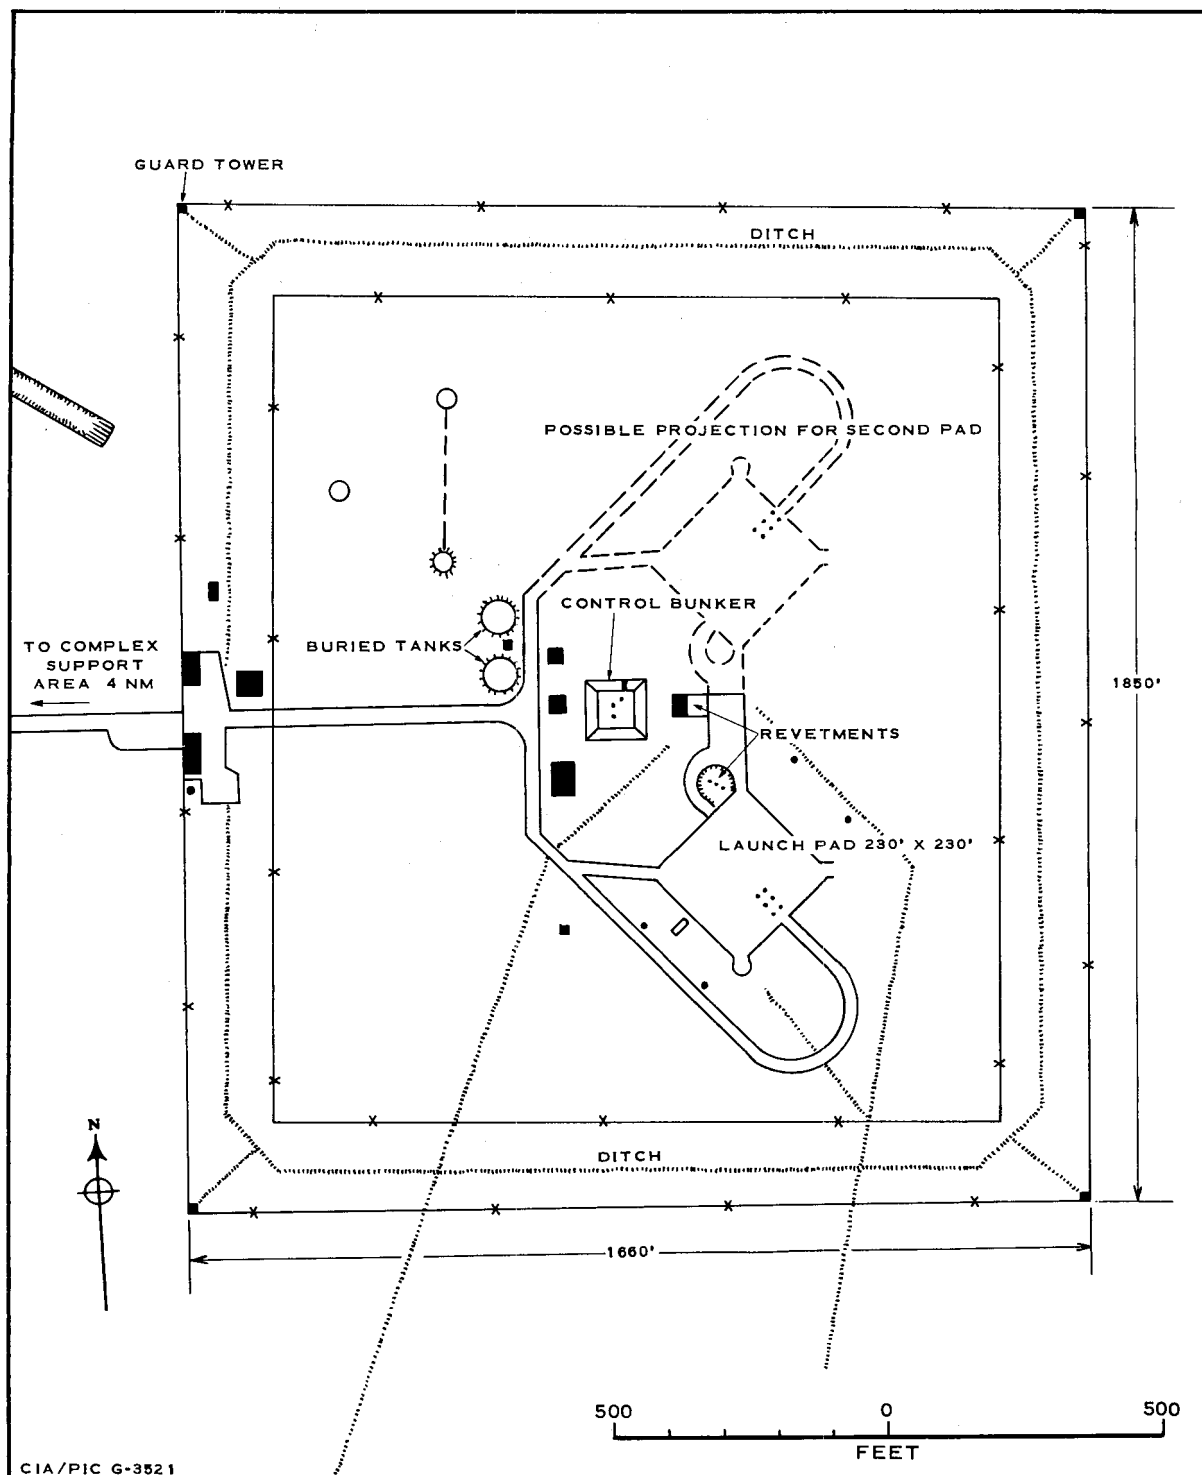 GUARD TOWER
DITCH
POSSIBLE PROJECTION FOR SECOND PAD
CONTROL BUNKER
TO COMPLEX
SUPPORT
AREA 4 NM
BURIED TANKS
1850'
REVETMENTS
LAUNCH PAD 230' X 230'
N
DITCH
1660'
500 0 500
FEET
CIA/PIC G-3521